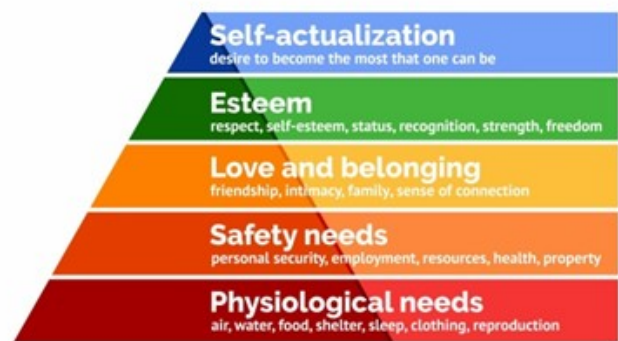 Self-actualization
desire to become the most that one can be
Esteem
respect, self-esteem, status, recognition, strength, freedom
Love and belonging
friendship, intimacy, family, sense of connection
Safety needs
personal security, employment, resources, health, property
Physiological needs
air, water, food, shelter, sleep, clothing, reproduction